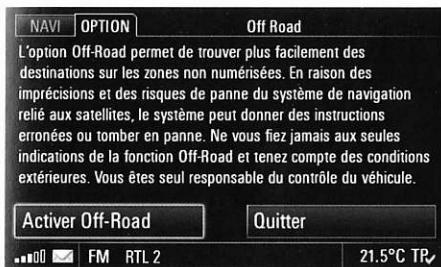 NAVI OPTION Off Road
L'option Off-Road permet de trouver plus facilement des
destinations sur les zones non numérisées. En raison des
imprécisions et des risques de panne du système de navigation
relié aux satellites, le système peut donner des instructions
erronées ou tomber en panne. Ne vous fiez jamais aux seules
indications de la fonction Off-Road et tenez compte des conditions
extérieures. Vous êtes seul responsable du contrôle du véhicule.
Activer Off-Road Quitter
FM RTL 2 21.5°C TP